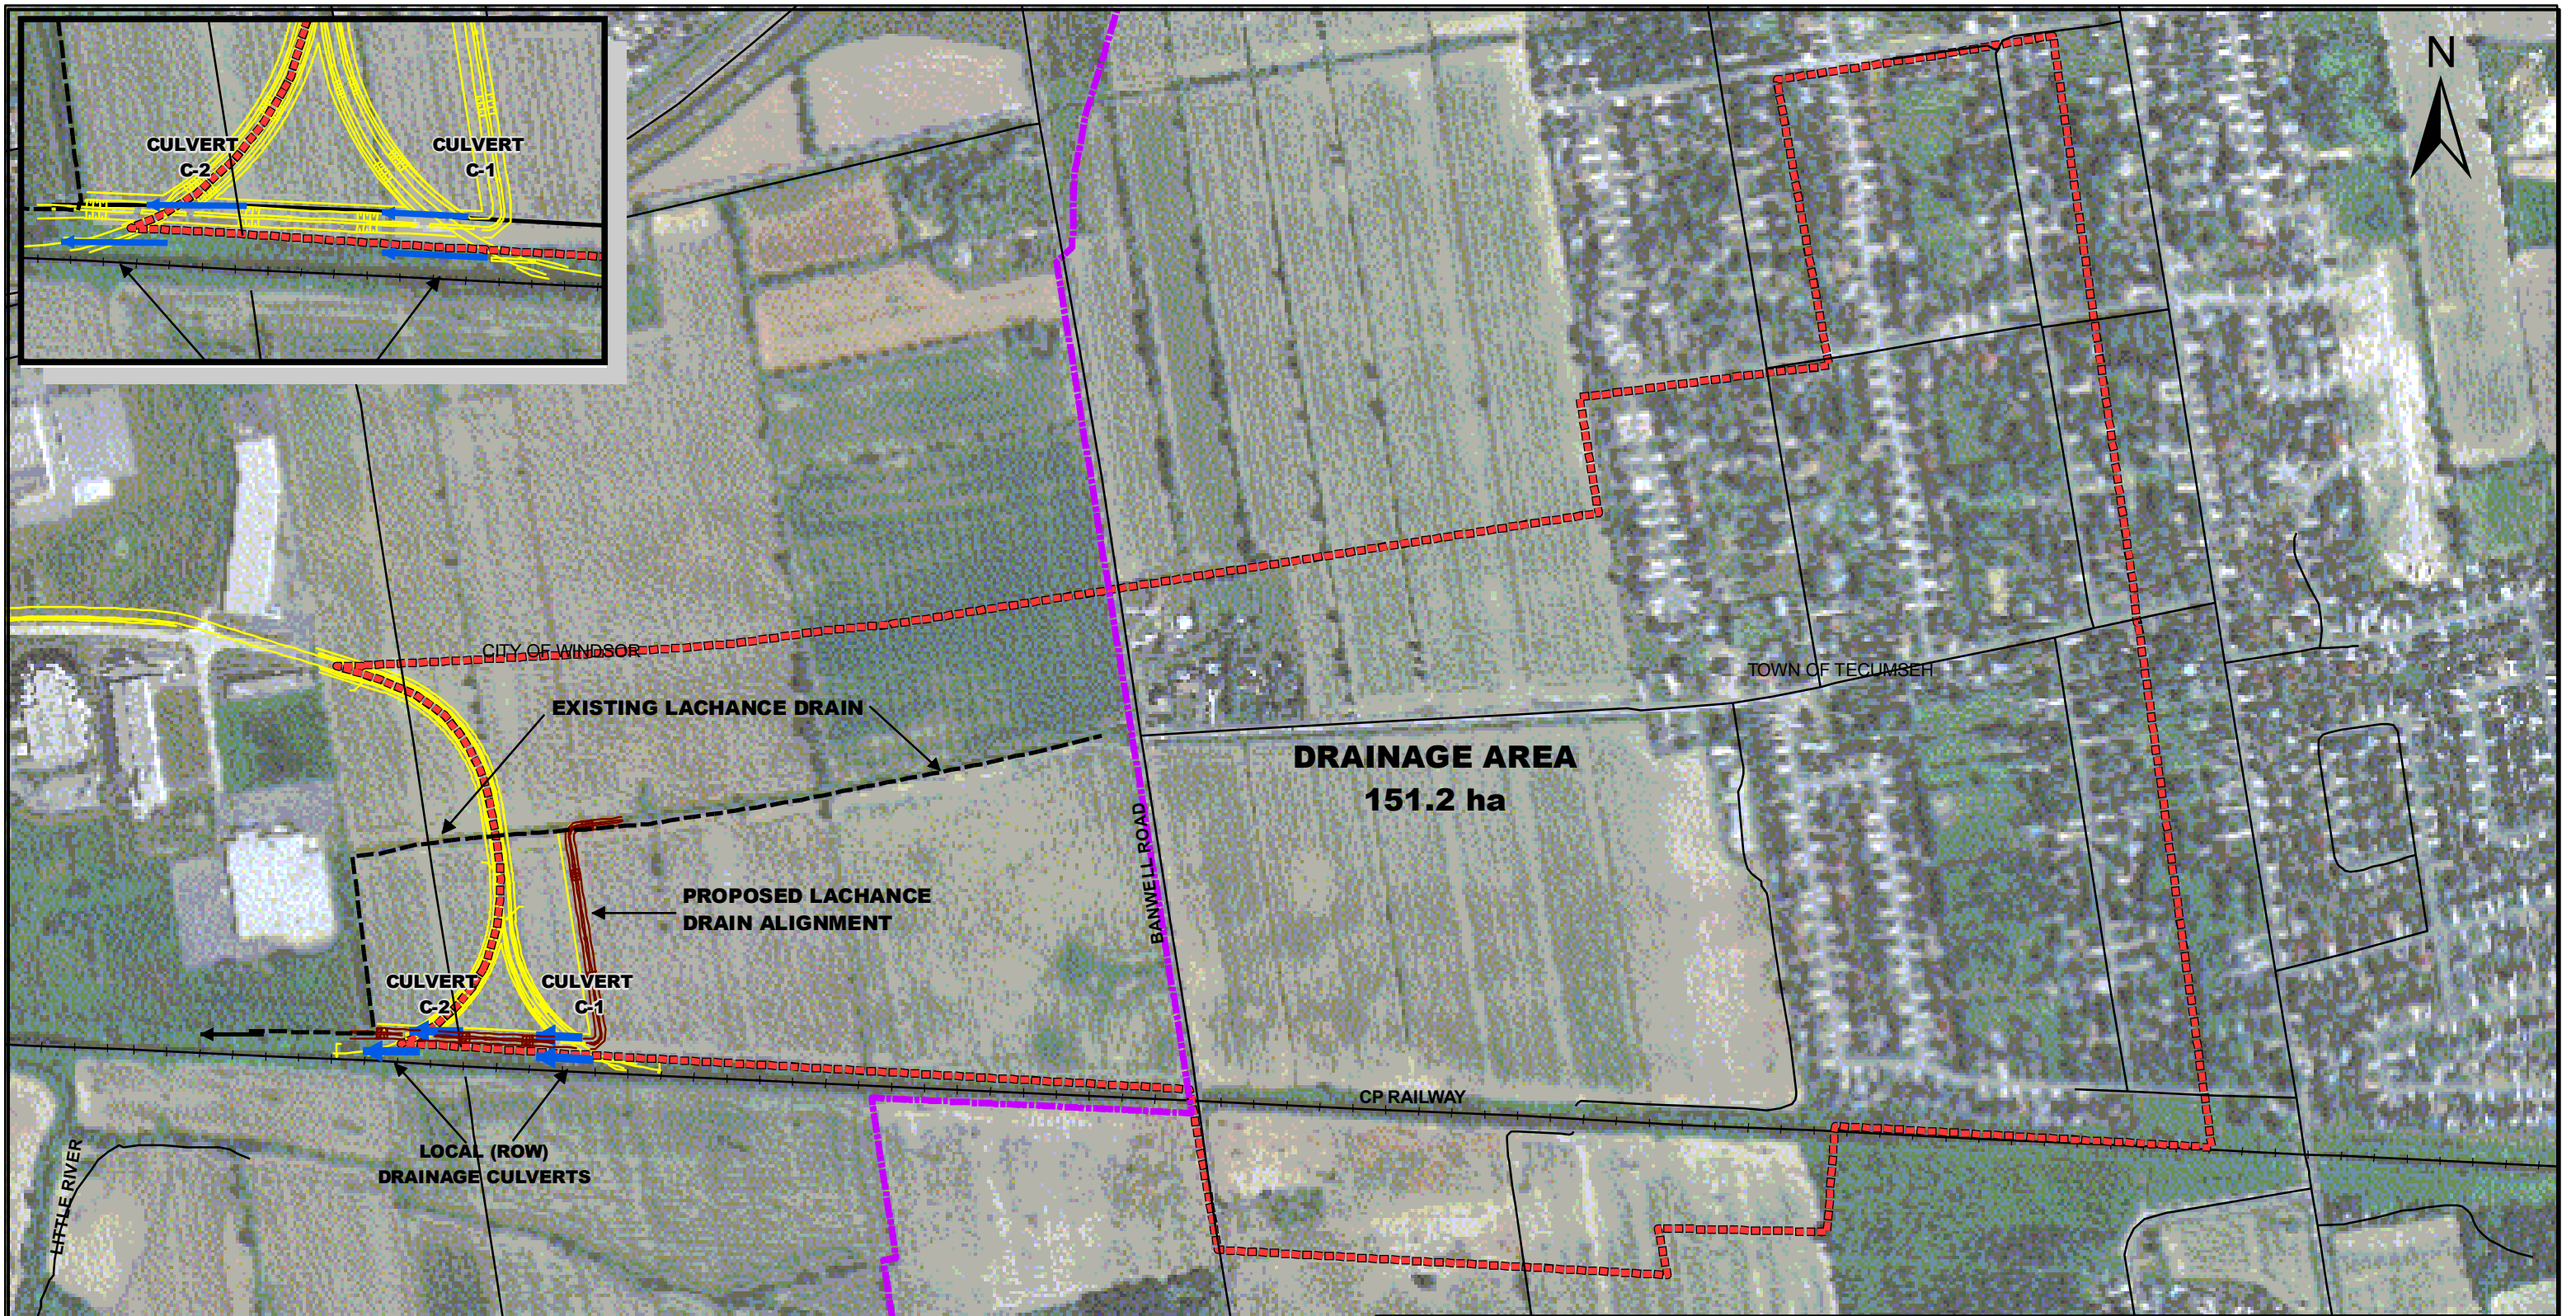 CULVERT
C-2
CULVERT
C-1
N
CITY OF WINDSOR
TOWN OF TECUMSEH
EXISTING LACHANCE DRAIN
DRAINAGE AREA
151.2 ha
BANWELL ROAD
PROPOSED LACHANCE
DRAIN ALIGNMENT
CULVERT
C-2
CULVERT
C-1
CP RAILWAY
LOCAL (ROW)
DRAINAGE CULVERTS
LITTLE RIVER